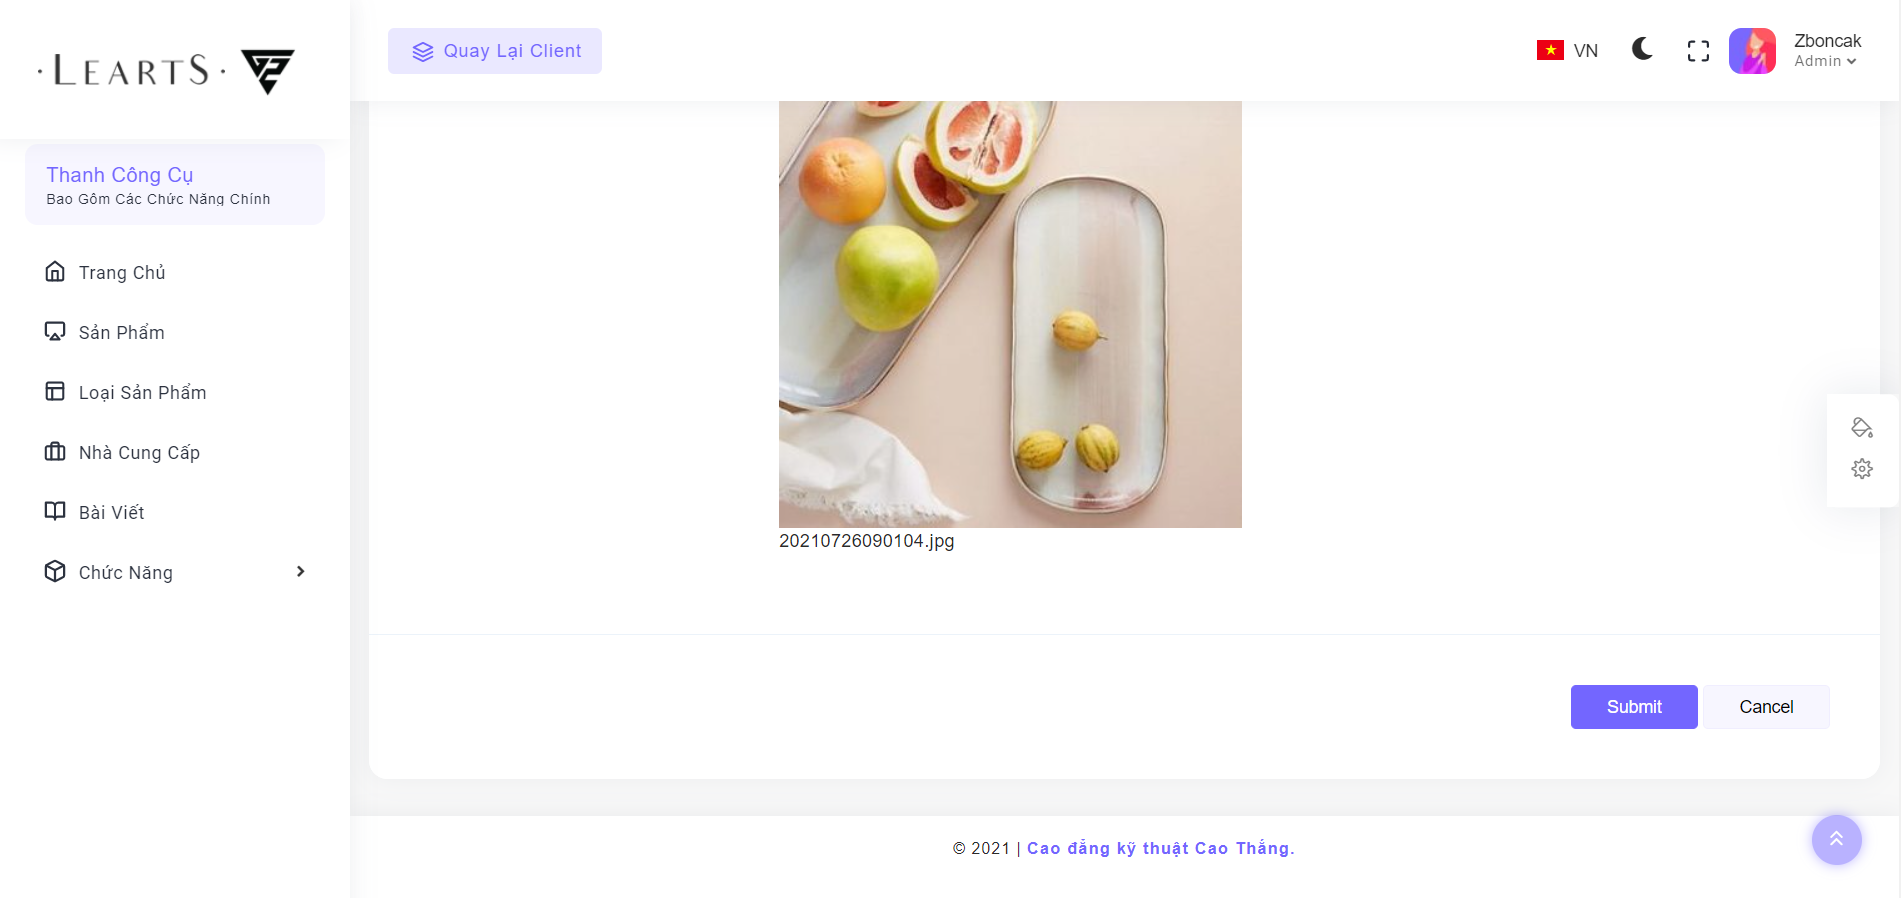 · LEARTS ·
Quay Lại Client
VN
Zboncak
Admin
Thanh Công Cụ
Bao Gồm Các Chức Năng Chính
Trang Chủ
Sản Phẩm
Loại Sản Phẩm
Nhà Cung Cấp
Bài Viết
Chức Năng
20210726090104.jpg
Submit
Cancel
© 2021 | Cao đẳng kỹ thuật Cao Thắng.